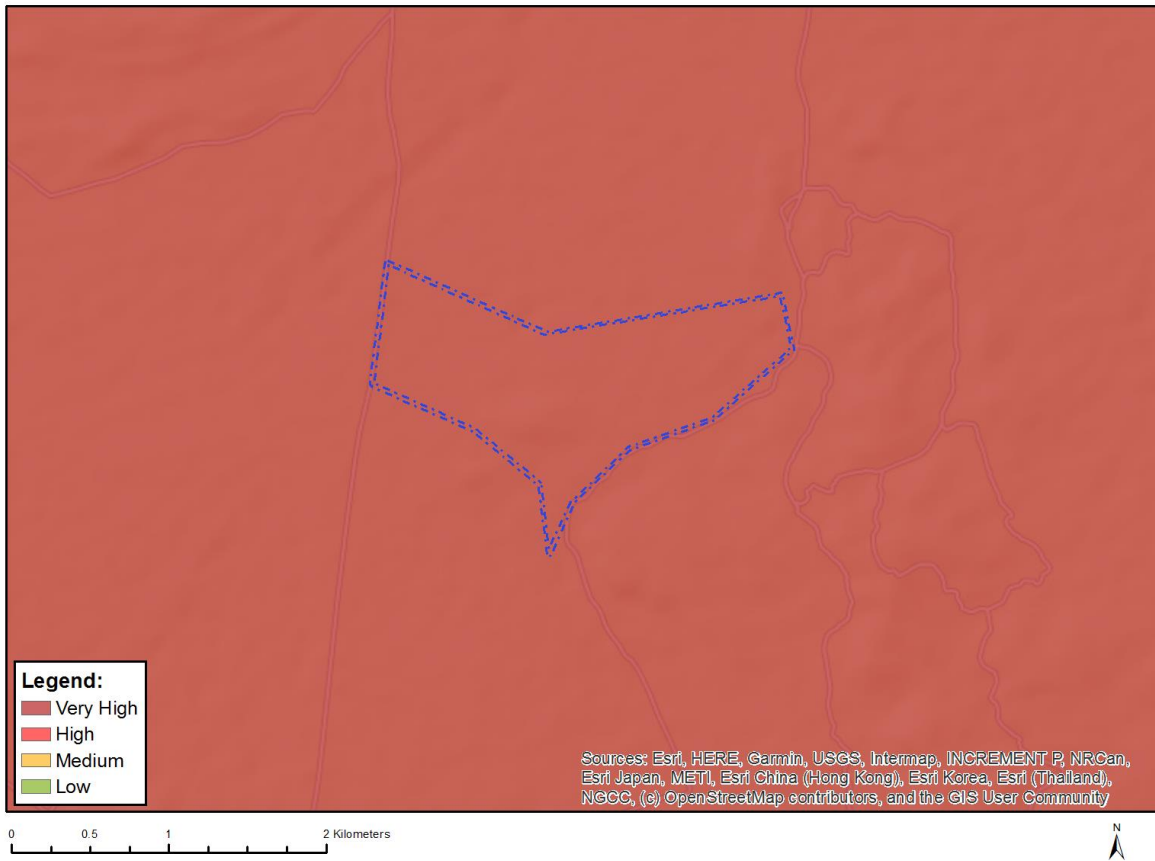 Legend:
Very High
High
Medium
Low
Sources: Esri, HERE, Garmin, USGS, Intermap, INCREMENT P, NRCan,
Esri Japan, METI, Esri China (Hong Kong), Esri Korea, Esri (Thailand),
NGCC, (c) OpenStreetMap contributors, and the GIS User Community
0 0.5 1 2 Kilometers
N